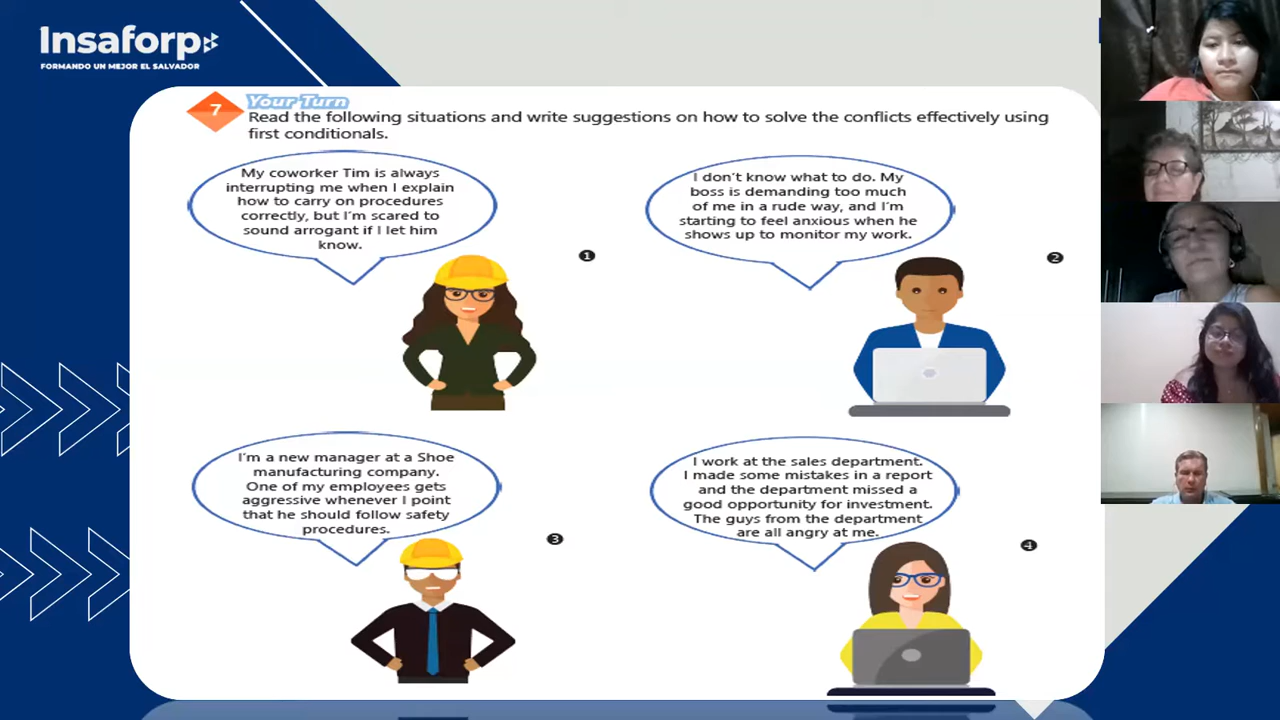 Insaforp
FORMANDO UN MEJOR EL SALVADOR
7
Your Turn
Read the following situations and write suggestions on how to solve the conflicts effectively using
first conditionals.
My coworker Tim is always
interrupting me when I explain
how to carry on procedures
correctly, but I'm scared to
sound arrogant if I let him
know.
1
I don't know what to do. My
boss is demanding too much
of me in a rude way, and I'm
starting to feel anxious when he
shows up to monitor my work.
2
I'm a new manager at a Shoe
manufacturing company.
One of my employees gets
aggressive whenever I point
that he should follow safety
procedures.
3
I work at the sales department.
I made some mistakes in a report
and the department missed a
good opportunity for investment.
The guys from the department
are all angry at me.
4